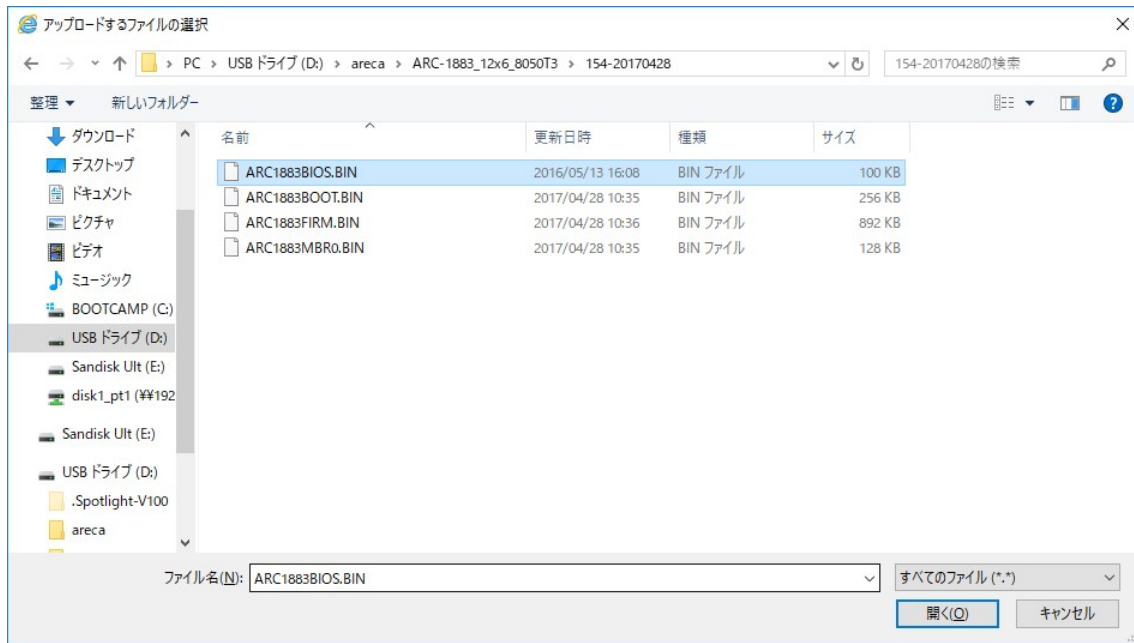 アップロードするファイルの選択
PC > USB ドライブ (D:) > areca > ARC-1883_12x6_8050T3 > 154-20170428
154-20170428の検索
整理 新しいフォルダー
ダウンロード
デスクトップ
ドキュメント
ピクチャ
ビデオ
ミュージック
BOOTCAMP (C:)
USB ドライブ (D:)
Sandisk Ult (E:)
disk1_pt1 (¥¥192
Sandisk Ult (E:)
USB ドライブ (D:)
.Spotlight-V100
areca
名前 更新日時 種類 サイズ
ARC1883BIOS.BIN 2016/05/13 16:08 BIN ファイル 100 KB
ARC1883BOOT.BIN 2017/04/28 10:35 BIN ファイル 256 KB
ARC1883FIRM.BIN 2017/04/28 10:36 BIN ファイル 892 KB
ARC1883MBR0.BIN 2017/04/28 10:35 BIN ファイル 128 KB
ファイル名(N): ARC1883BIOS.BIN
すべてのファイル (*.*)
開く(O) キャンセル